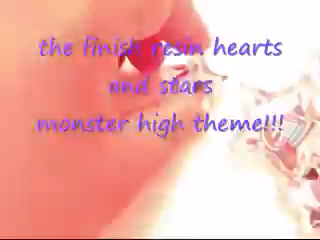 the finish resin hearts
and stars
monster high theme!!!